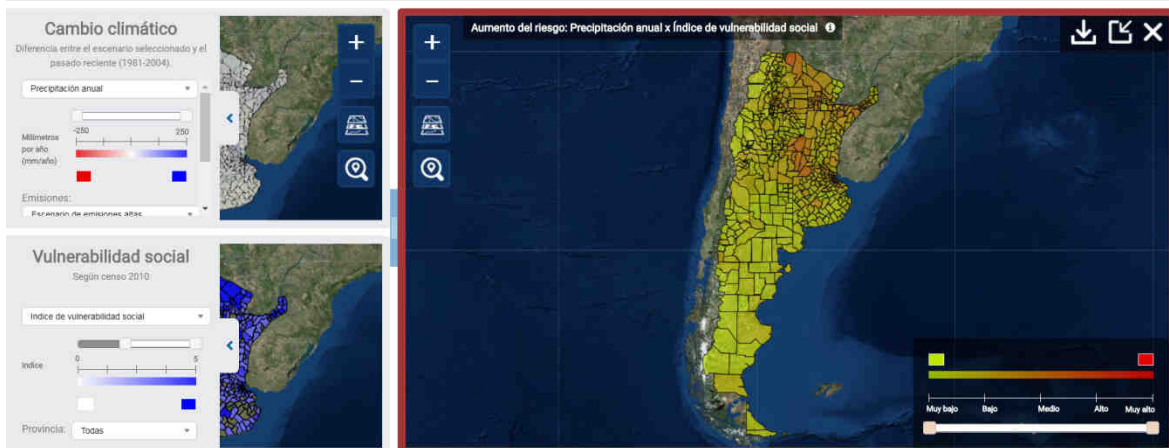 Cambio climático
Diferencia entre el escenario seleccionado y el
pasado reciente (1981-2004).
Precipitación anual
Milímetros
por año
(mm/año)
-250
250
Emisiones:
Escenario de emisiones altas
Vulnerabilidad social
Según censo 2010
Indice de vulnerabilidad social
Indice
0
5
Provincia:
Todas
Aumento del riesgo: Precipitación anual x Índice de vulnerabilidad social
Muy bajo
Bajo
Medio
Alto
Muy alto